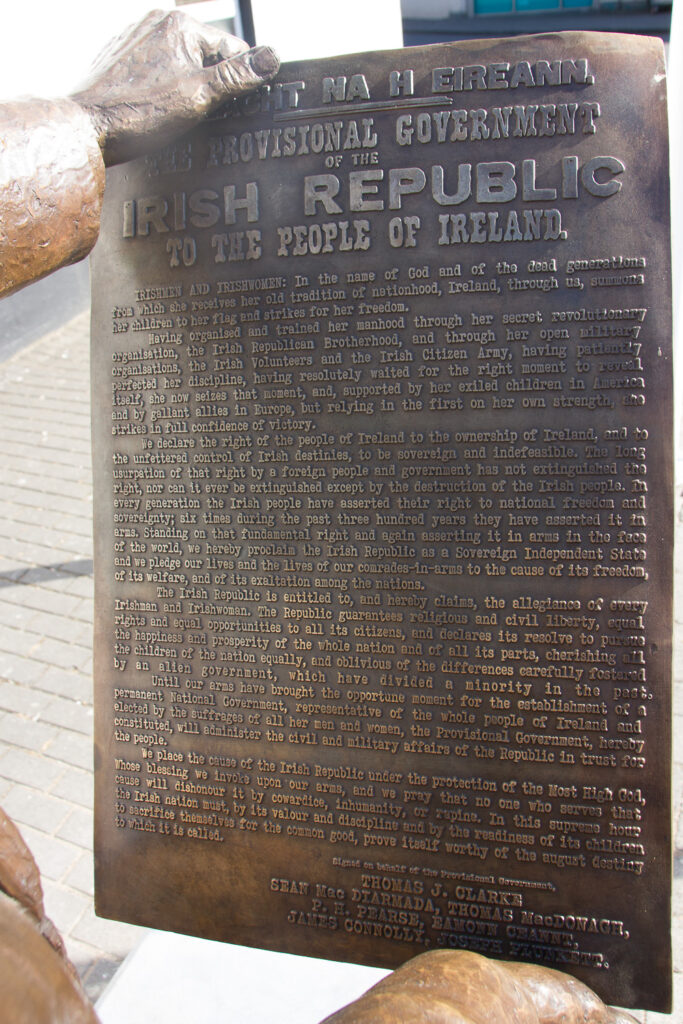 ACHT NA H EIREANN.
THE PROVISIONAL GOVERNMENT
OF THE
IRISH REPUBLIC
TO THE PEOPLE OF IRELAND.
IRISHMEN AND IRISHWOMEN: In the name of God and of the dead generations
from which she receives her old tradition of nationhood, Ireland, through us, summons
her children to her flag and strikes for her freedom.
Having organised and trained her manhood through her secret revolutionary
organisation, the Irish Republican Brotherhood, and through her open military
organisations, the Irish Volunteers and the Irish Citizen Army, having patiently
perfected her discipline, having resolutely waited for the right moment to reveal
itself, she now seizes that moment, and, supported by her exiled children in America
and by gallant allies in Europe, but relying in the first on her own strength, she
strikes in full confidence of victory.
We declare the right of the people of Ireland to the ownership of Ireland, and to
the unfettered control of Irish destinies, to be sovereign and indefeasible. The long
usurpation of that right by a foreign people and government has not extinguished the
right, nor can it ever be extinguished except by the destruction of the Irish people. In
every generation the Irish people have asserted their right to national freedom and
sovereignty; six times during the past three hundred years they have asserted it in
arms. Standing on that fundamental right and again asserting it in arms in the face
of the world, we hereby proclaim the Irish Republic as a Sovereign Independent State
and we pledge our lives and the lives of our comrades-in-arms to the cause of its freedom,
of its welfare, and of its exaltation among the nations.
The Irish Republic is entitled to, and hereby claims, the allegiance of every
Irishman and Irishwoman. The Republic guarantees religious and civil liberty, equal
rights and equal opportunities to all its citizens, and declares its resolve to pursue
the happiness and prosperity of the whole nation and of all its parts, cherishing all
the children of the nation equally, and oblivious of the differences carefully fostered
by an alien government, which have divided a minority in the past.
Until our arms have brought the opportune moment for the establishment of a
permanent National Government, representative of the whole people of Ireland and
elected by the suffrages of all her men and women, the Provisional Government, hereby
constituted, will administer the civil and military affairs of the Republic in trust for
the people.
We place the cause of the Irish Republic under the protection of the Most High God,
Whose blessing we invoke upon our arms, and we pray that no one who serves that
cause will dishonour it by cowardice, inhumanity, or rapine. In this supreme hour
the Irish nation must, by its valour and discipline and by the readiness of its children
to sacrifice themselves for the common good, prove itself worthy of the august destiny
to which it is called.
Signed on behalf of the Provisional Government,
THOMAS J. CLARKE
SEAN Mac DIARMADA, THOMAS MacDONAGH,
P. H. PEARSE, EAMONN CEANNT,
JAMES CONNOLLY, JOSEPH PLUNKETT.